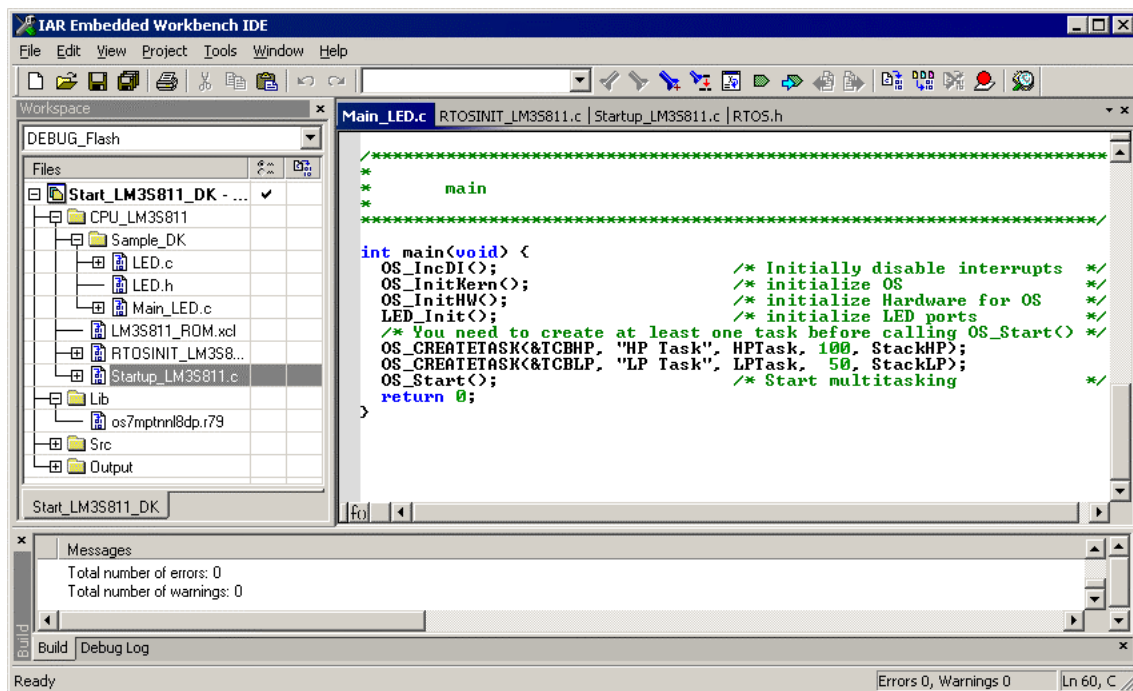 IAR Embedded Workbench IDE
File Edit View Project Tools Window Help
Workspace
DEBUG_Flash
Files
Start_LM3S811_DK - ...
CPU_LM3S811
Sample_DK
LED.c
LED.h
Main_LED.c
LM3S811_ROM.xcl
RTOSINIT_LM3S8...
Startup_LM3S811.c
Lib
os7mptnnl8dp.r79
Src
Output
Start_LM3S811_DK
Main_LED.c RTOSINIT_LM3S811.c | Startup_LM3S811.c | RTOS.h
/*********************************************************************
*
*       main
*
*********************************************************************/
int main(void) {
  OS_IncDI();                      /* Initially disable interrupts  */
  OS_InitKern();                   /* initialize OS                 */
  OS_InitHW();                     /* initialize Hardware for OS    */
  LED_Init();                      /* initialize LED ports          */
  /* You need to create at least one task before calling OS_Start() */
  OS_CREATETASK(&TCBHP, "HP Task", HPTask, 100, StackHP);
  OS_CREATETASK(&TCBLP, "LP Task", LPTask,  50, StackLP);
  OS_Start();                      /* Start multitasking            */
  return 0;
}
f()
Messages
Total number of errors: 0
Total number of warnings: 0
Build
Build Debug Log
Ready Errors 0, Warnings 0 Ln 60, C